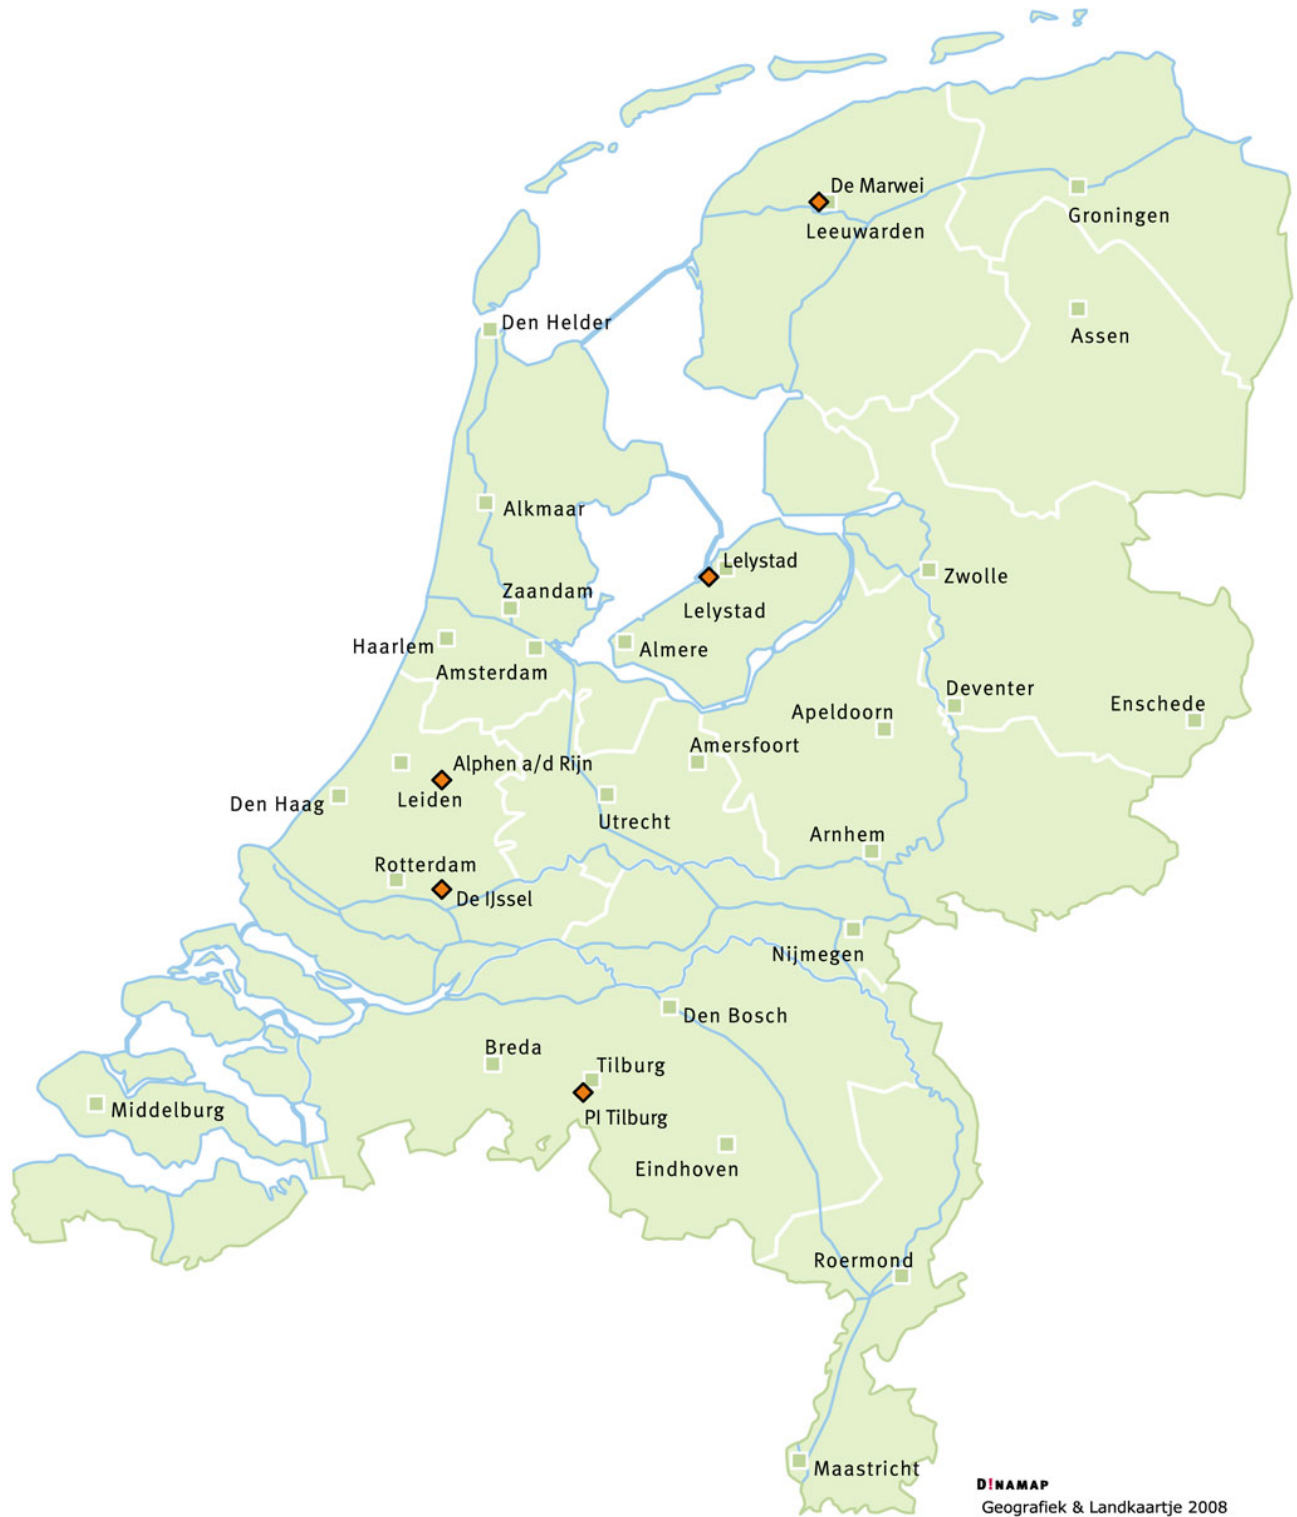 De Marwei
Groningen
Leeuwarden
Den Helder
Assen
Alkmaar
Lelystad
Zwolle
Zaandam
Lelystad
Haarlem
Almere
Amsterdam
Deventer
Enschede
Apeldoorn
Amersfoort
Alphen a/d Rijn
Leiden
Den Haag
Utrecht
Arnhem
Rotterdam
De IJssel
Nijmegen
Den Bosch
Breda
Tilburg
Middelburg
PI Tilburg
Eindhoven
Roermond
Maastricht
D!NAMAP
Geografiek & Landkaartje 2008